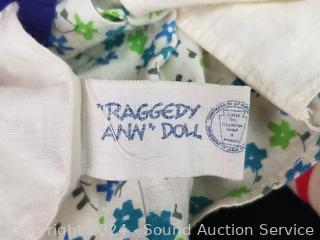 "RAGGEDY
ANN" DOLL
Copyright 2024 - Sound Auction Service